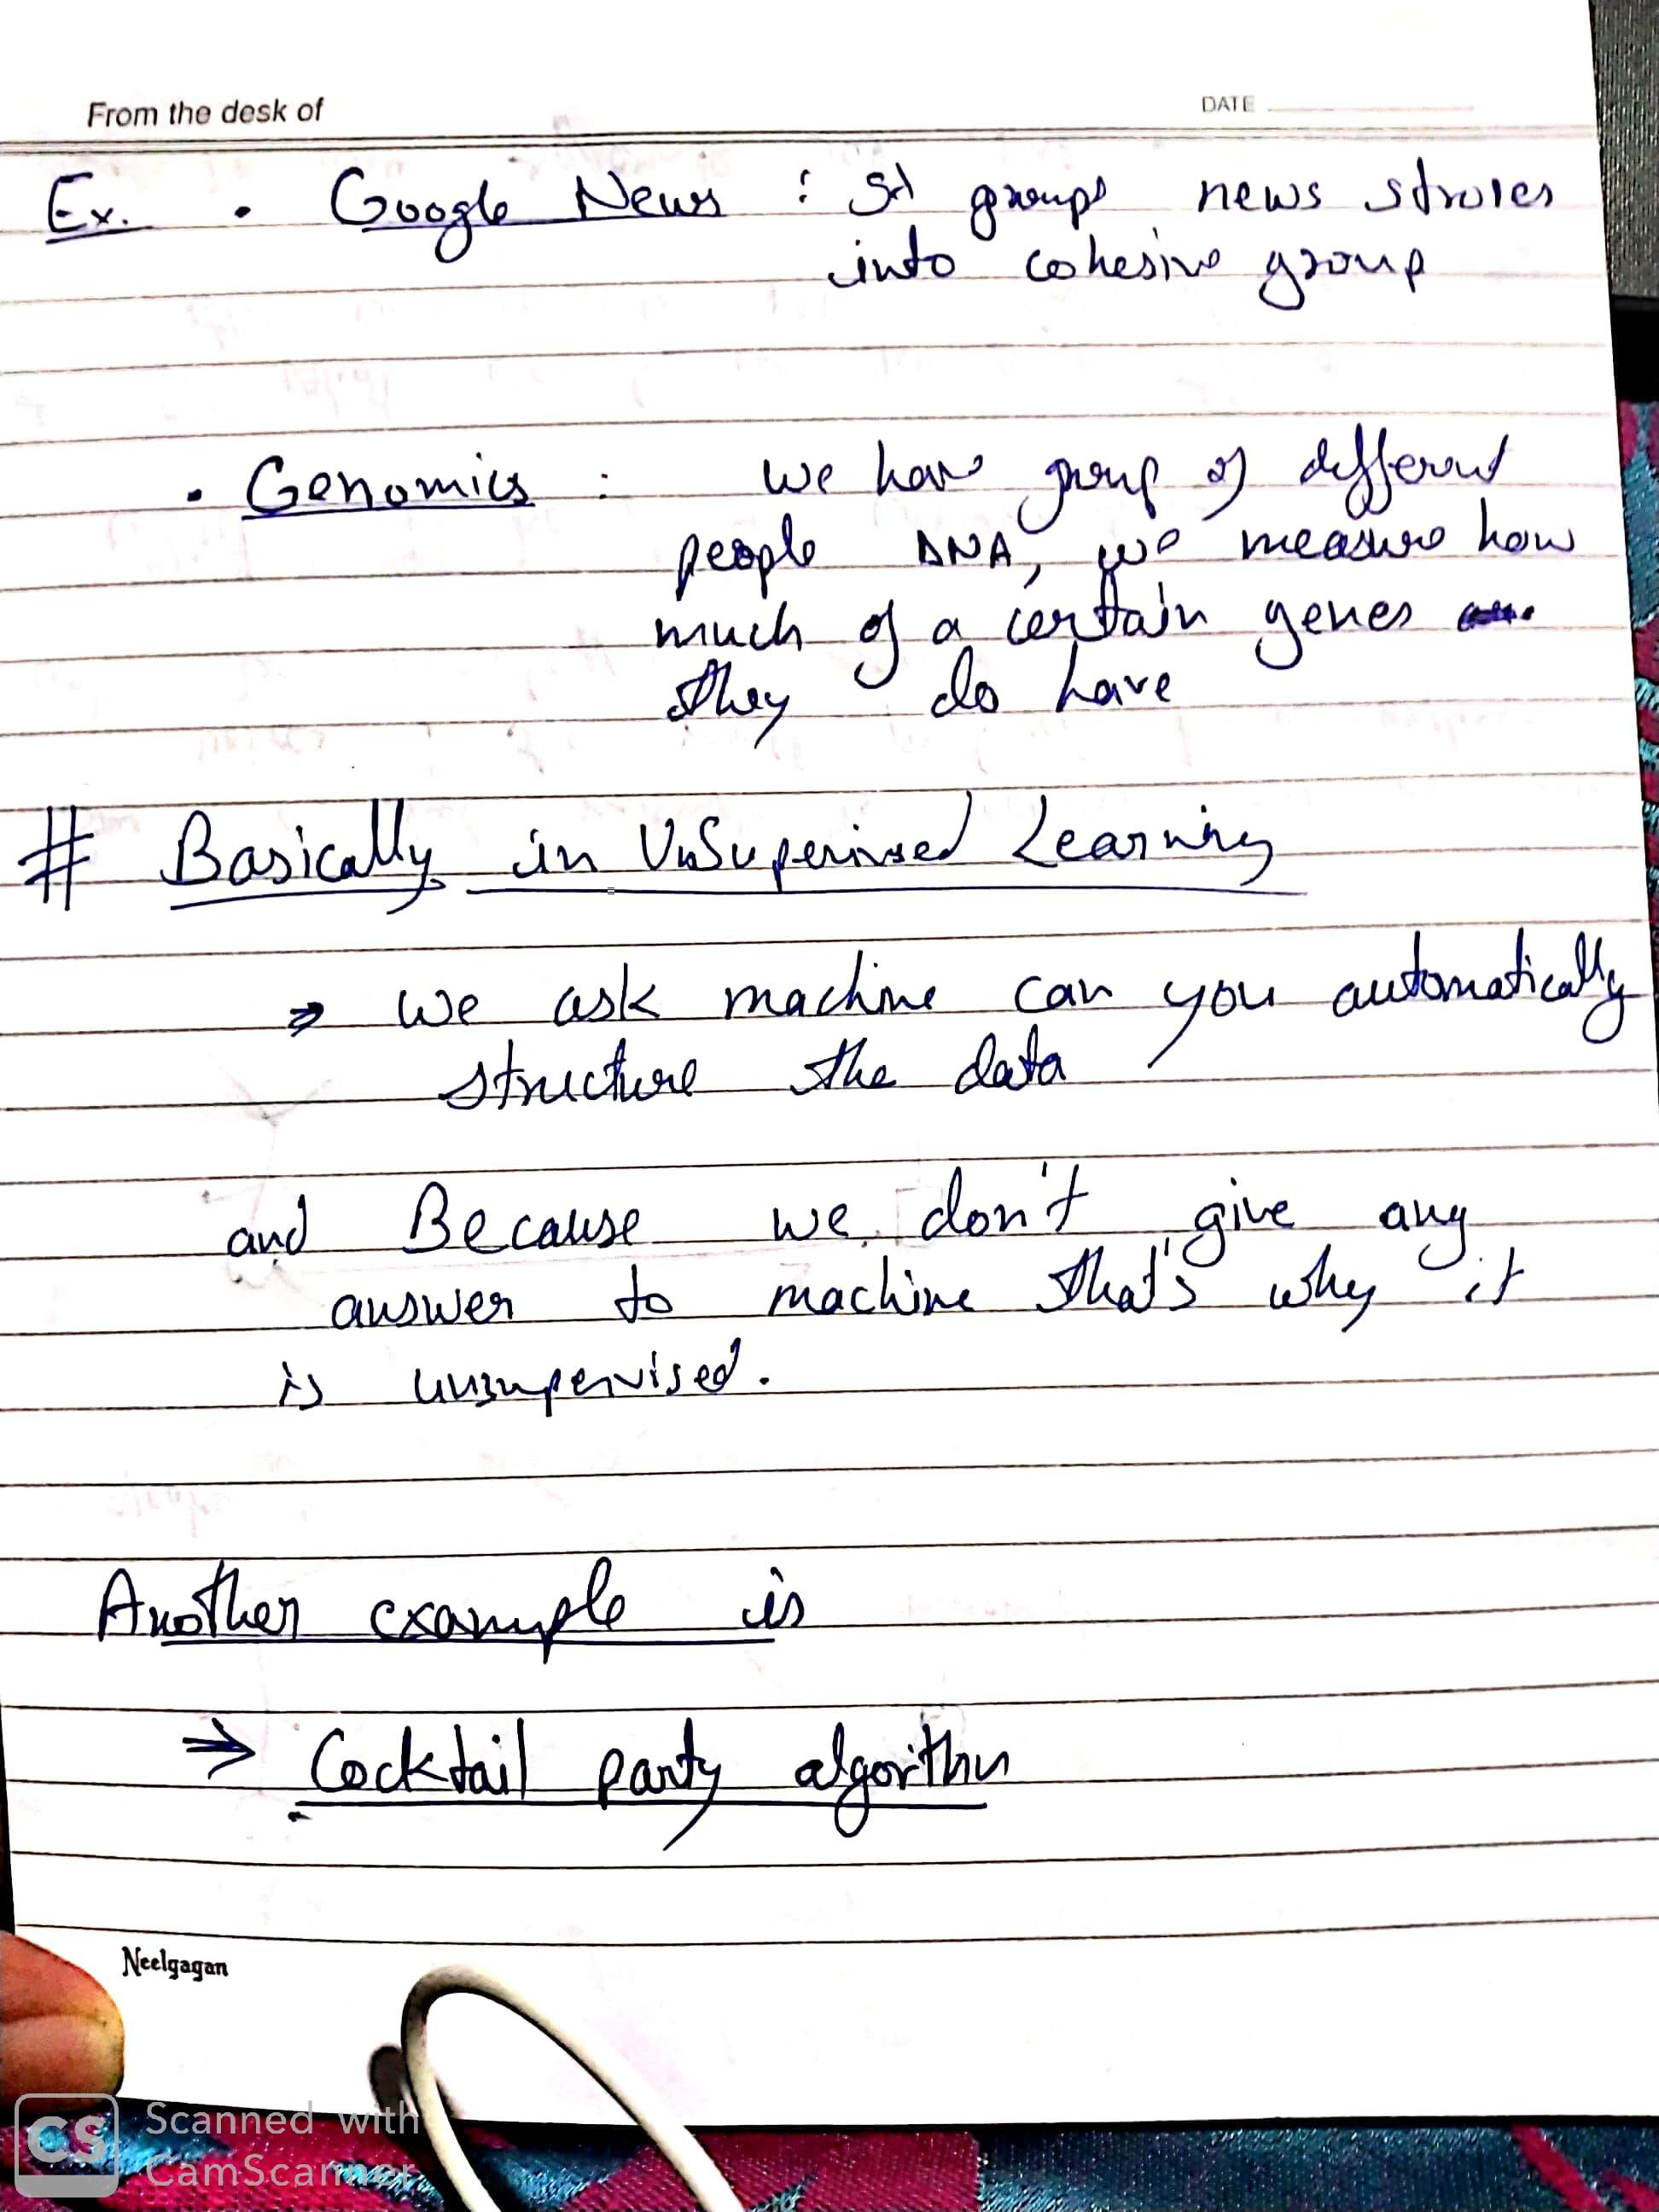 From the desk of DATE
Ex. • Google News : It groups news stroies
into cohesive group
• Genomics : We have group of different
people DNA, we measure how
much of a certain genes
they do have
# Basically in UnSupervised Learning
⇒ We ask machine can you automatically
structure the data
and Because we don't give any
answer to machine that's why it
is unsupervised.
Another example is
⇒ Cocktail party algorithm
Neelgagan
CS Scanned with
CamScanner